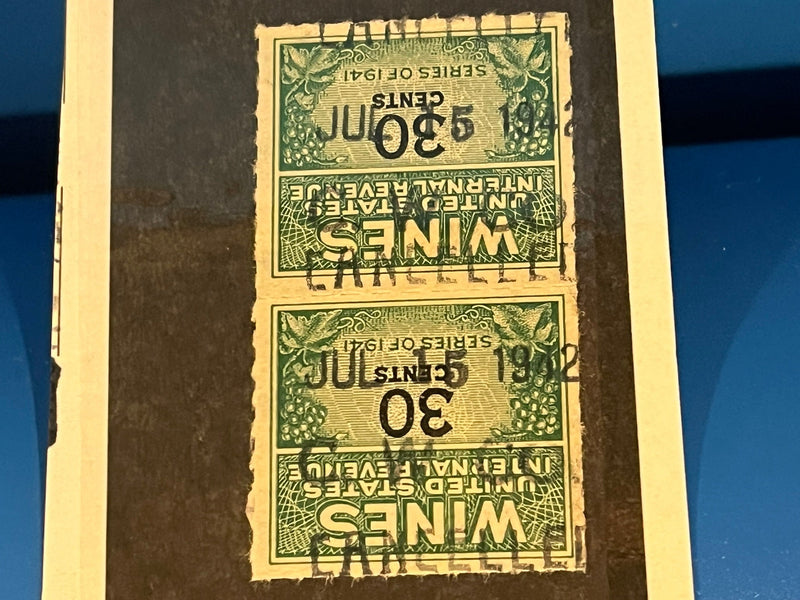 WINES
UNITED STATES
INTERNAL REVENUE
30
CENTS
SERIES OF 1941
WINES
UNITED STATES
INTERNAL REVENUE
30
CENTS
SERIES OF 1941
JUL 15 1942
CANCELLED
JUL 15 1942
CANCELLED